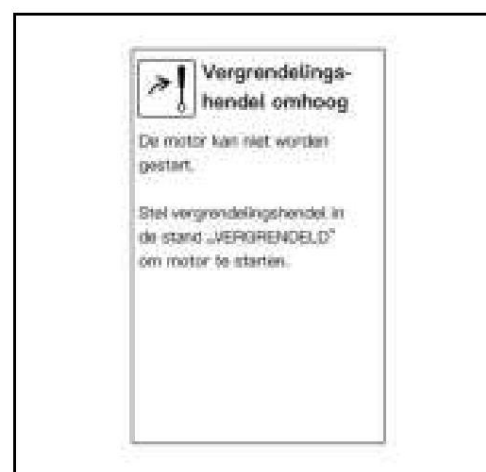 Vergrendelings-
hendel omhoog
De motor kan niet worden
gestart.
Stel vergrendelingshendel in
de stand „VERGRENDELD”
om motor te starten.